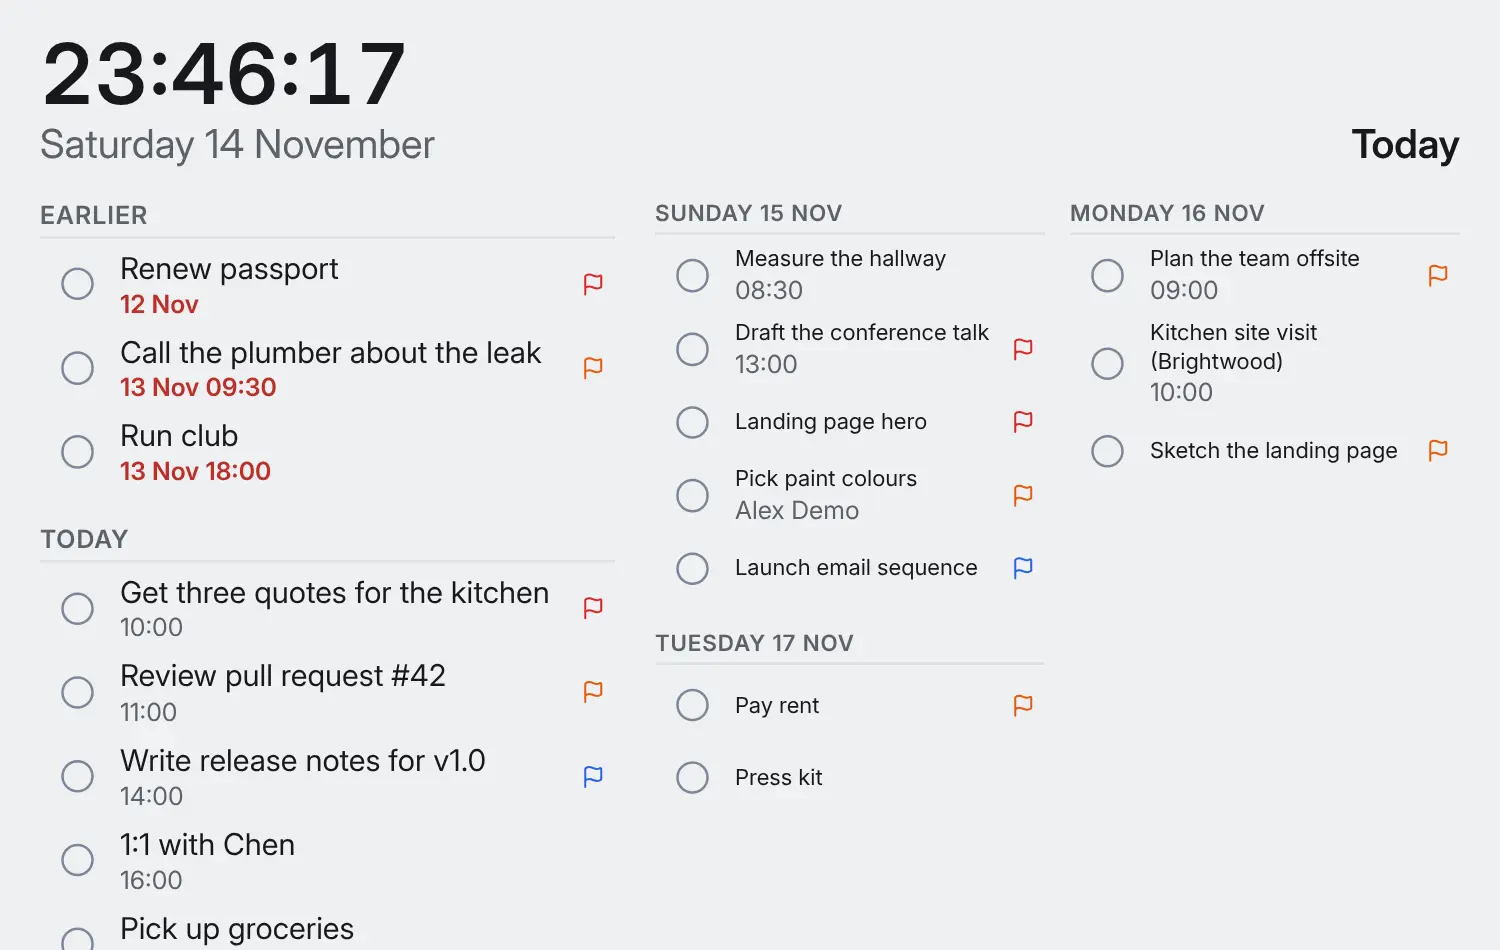 23:46:17
Saturday 14 November
Today
EARLIER
Renew passport
12 Nov
Call the plumber about the leak
13 Nov 09:30
Run club
13 Nov 18:00
TODAY
Get three quotes for the kitchen
10:00
Review pull request #42
11:00
Write release notes for v1.0
14:00
1:1 with Chen
16:00
Pick up groceries
SUNDAY 15 NOV
Measure the hallway
08:30
Draft the conference talk
13:00
Landing page hero
Pick paint colours
Alex Demo
Launch email sequence
TUESDAY 17 NOV
Pay rent
Press kit
MONDAY 16 NOV
Plan the team offsite
09:00
Kitchen site visit
(Brightwood)
10:00
Sketch the landing page